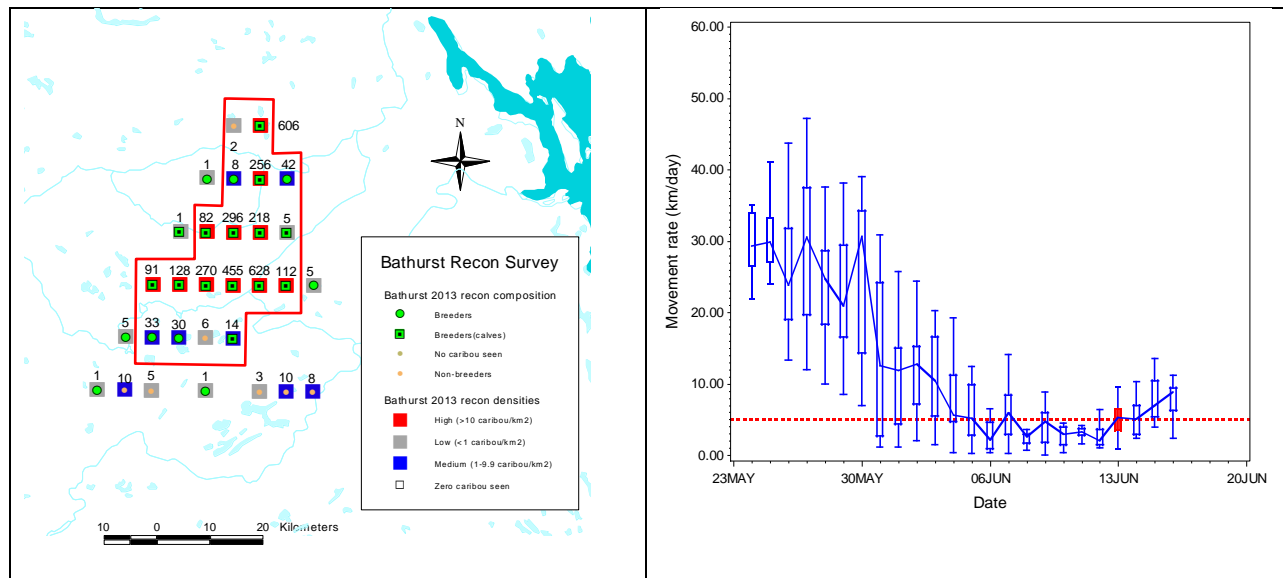 606
2
1 8 256 42
1 82 296 218 5
91 128 270 455 628 112 5
5 33 30 6 14
1 10 5 1 3 10 8
N
Bathurst Recon Survey
Bathurst 2013 recon composition
Breeders
Breeders(calves)
No caribou seen
Non-breeders
Bathurst 2013 recon densities
High (>10 caribou/km2)
Low (<1 caribou/km2)
Medium (1-9.9 caribou/km2)
Zero caribou seen
10 0 10 20 Kilometers
60.00
50.00
40.00
30.00
20.00
10.00
0.00
Movement rate (km/day)
23MAY 30MAY 06JUN 13JUN 20JUN
Date